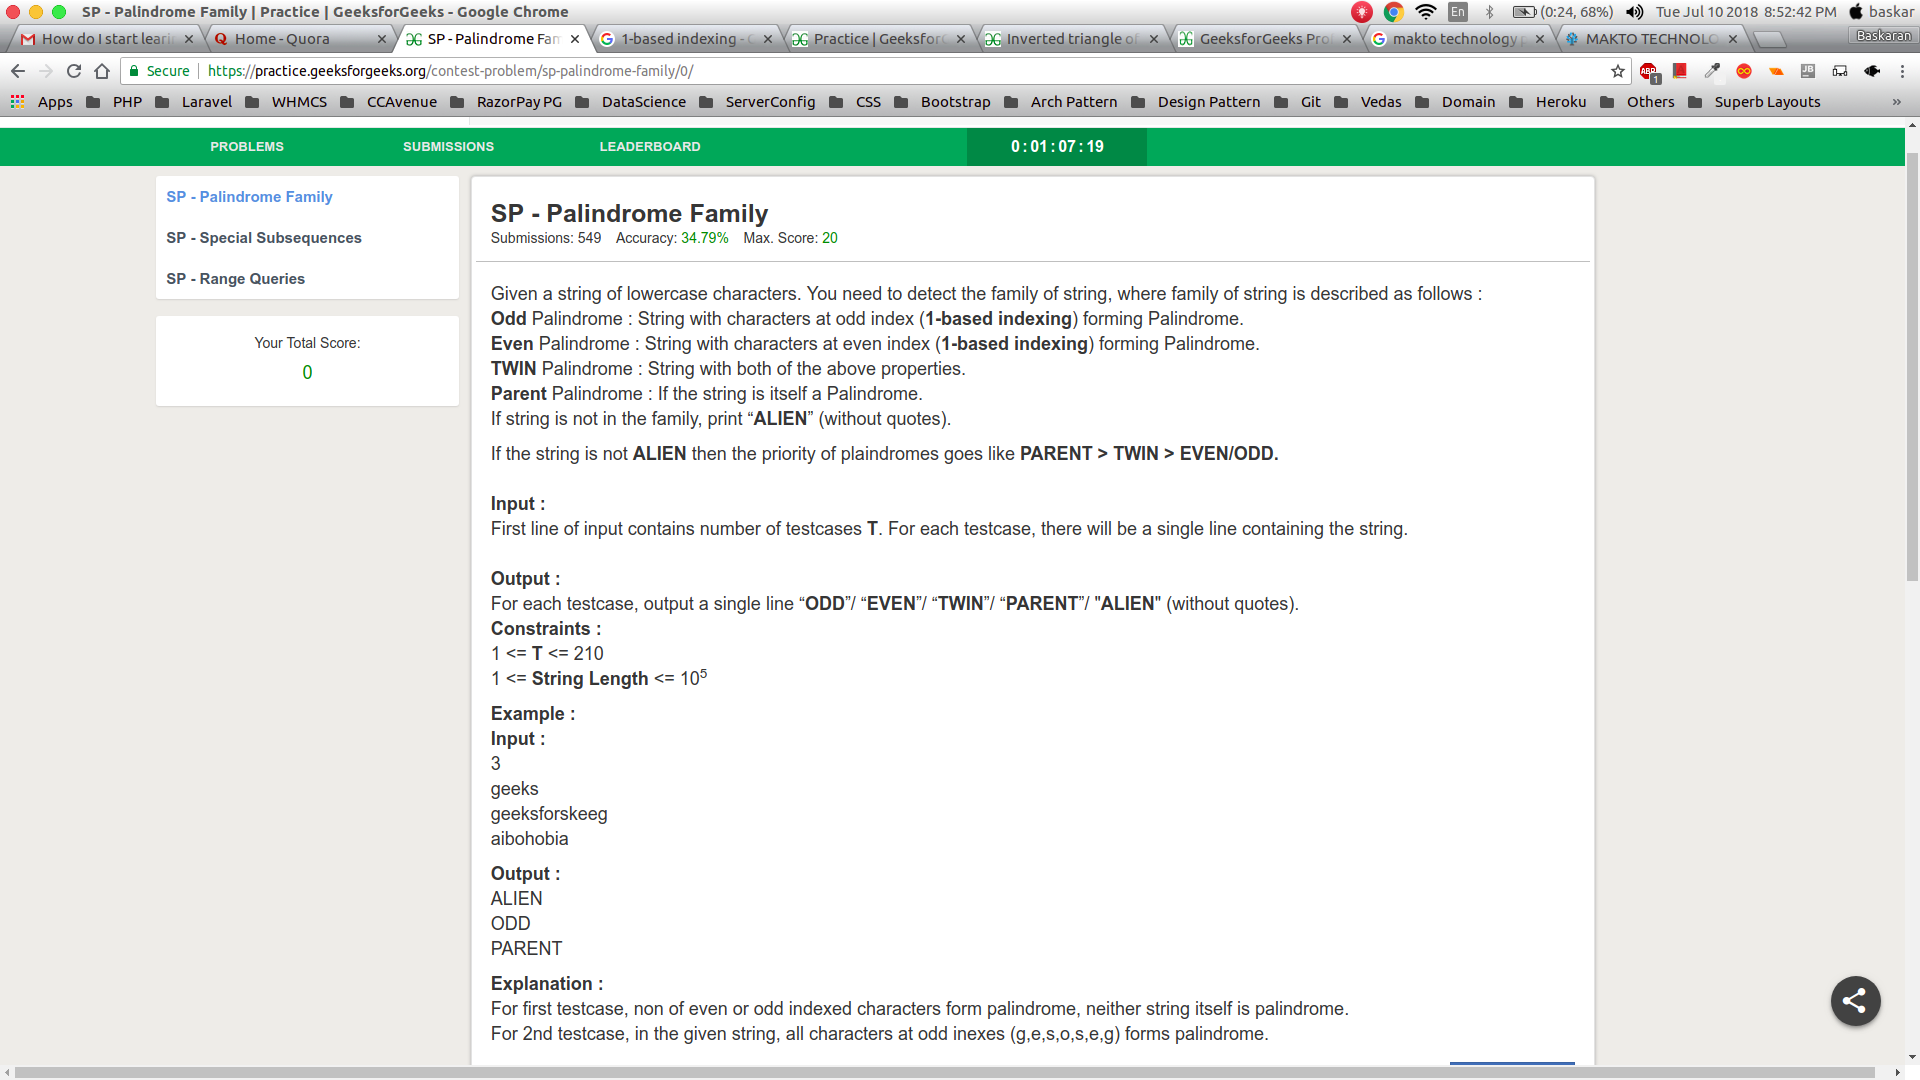 SP - Palindrome Family | Practice | GeeksforGeeks - Google Chrome
En
(0:24, 68%)
Tue Jul 10 2018 8:52:42 PM
baskar
How do I start lear
Home - Quora
SP - Palindrome Fam
1-based indexing -
Practice | Geeksfor
Inverted triangle of
GeeksforGeeks Pro
makto technology
MAKTO TECHNOLO
Baskaran
Secure
https://practice.geeksforgeeks.org/contest-problem/sp-palindrome-family/0/
ABP
1
JB
Apps
PHP
Laravel
WHMCS
CCAvenue
RazorPay PG
DataScience
ServerConfig
CSS
Bootstrap
Arch Pattern
Design Pattern
Git
Vedas
Domain
Heroku
Others
Superb Layouts
»
PROBLEMS
SUBMISSIONS
LEADERBOARD
0 : 01 : 07 : 19
SP - Palindrome Family
SP - Special Subsequences
SP - Range Queries
Your Total Score:
0
SP - Palindrome Family
Submissions: 549 Accuracy: 34.79% Max. Score: 20
Given a string of lowercase characters. You need to detect the family of string, where family of string is described as follows :
Odd Palindrome : String with characters at odd index (1-based indexing) forming Palindrome.
Even Palindrome : String with characters at even index (1-based indexing) forming Palindrome.
TWIN Palindrome : String with both of the above properties.
Parent Palindrome : If the string is itself a Palindrome.
If string is not in the family, print “ALIEN” (without quotes).
If the string is not ALIEN then the priority of plaindromes goes like PARENT > TWIN > EVEN/ODD.
Input :
First line of input contains number of testcases T. For each testcase, there will be a single line containing the string.
Output :
For each testcase, output a single line “ODD”/ “EVEN”/ “TWIN”/ “PARENT”/ "ALIEN" (without quotes).
Constraints :
1 <= T <= 210
1 <= String Length <= 10⁵
Example :
Input :
3
geeks
geeksforskeeg
aibohobia
Output :
ALIEN
ODD
PARENT
Explanation :
For first testcase, non of even or odd indexed characters form palindrome, neither string itself is palindrome.
For 2nd testcase, in the given string, all characters at odd inexes (g,e,s,o,s,e,g) forms palindrome.